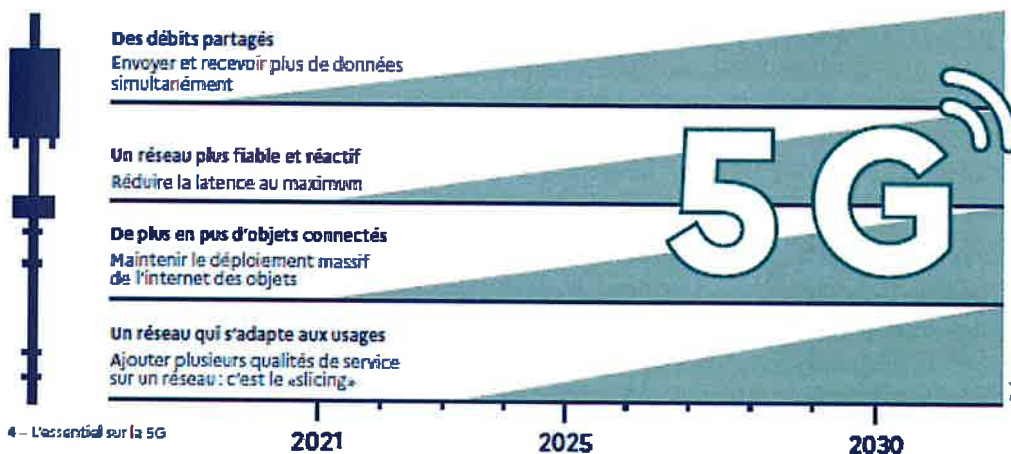 Des débits partagés
Envoyer et recevoir plus de données
simultanément
Un réseau plus fiable et réactif
Réduire la latence au maximum
De plus en pus d'objets connectés
Maintenir le déploiement massif
de l'internet des objets
Un réseau qui s'adapte aux usages
Ajouter plusieurs qualités de service
sur un réseau : c'est le «slicing»
5G
2021
2025
2030
4 – L'essentiel sur la 5G